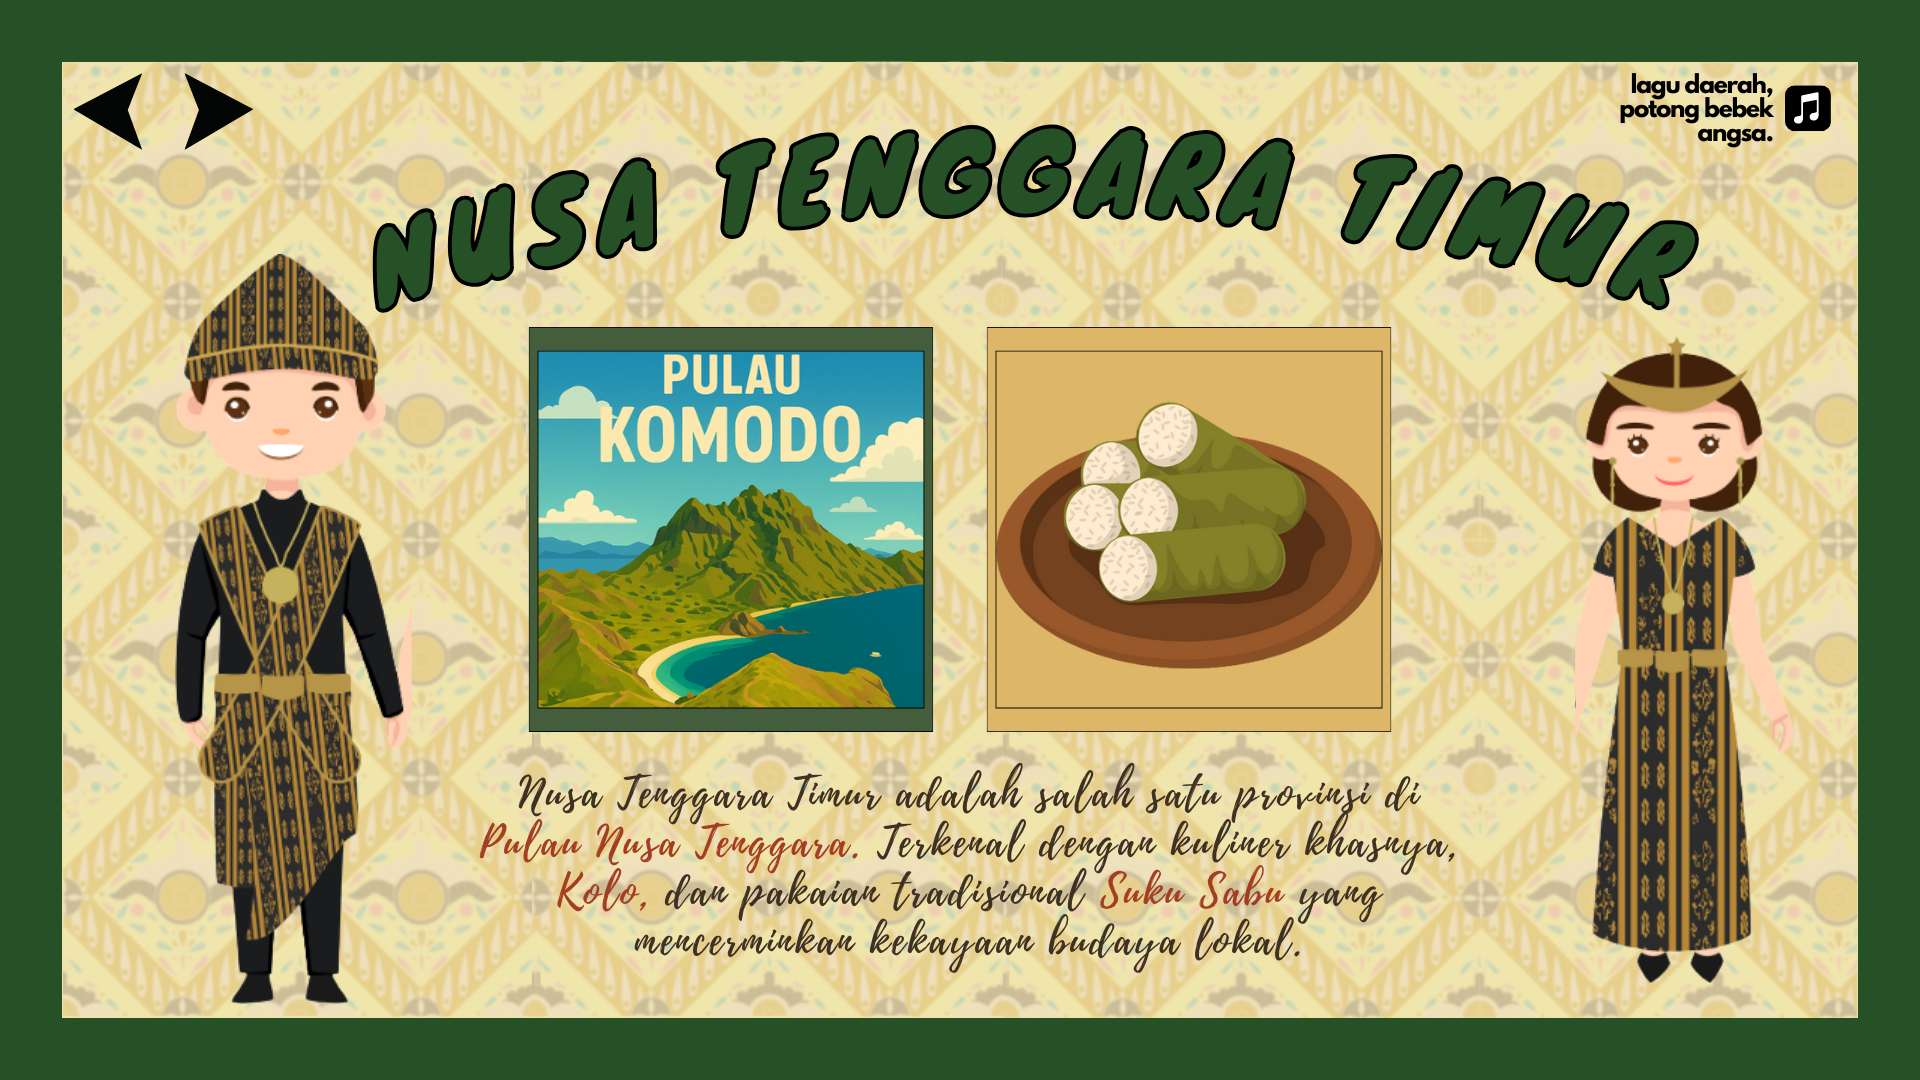 lagu daerah,
potong bebek
angsa.
NUSA TENGGARA TIMUR
PULAU
KOMODO
Nusa Tenggara Timur adalah salah satu provinsi di
Pulau Nusa Tenggara. Terkenal dengan kuliner khasnya,
Kolo, dan pakaian tradisional Suku Sabu yang
mencerminkan kekayaan budaya lokal.